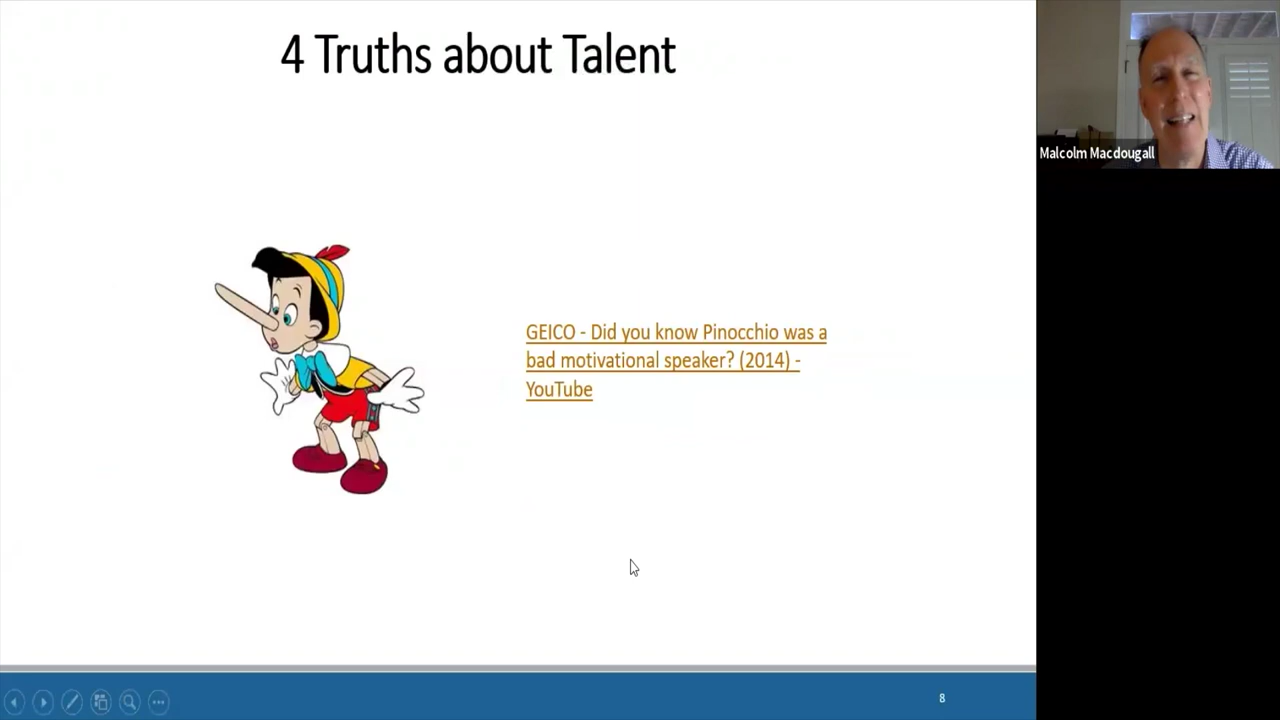 4 Truths about Talent
Malcolm Macdougall
GEICO - Did you know Pinocchio was a
bad motivational speaker? (2014) -
YouTube
8